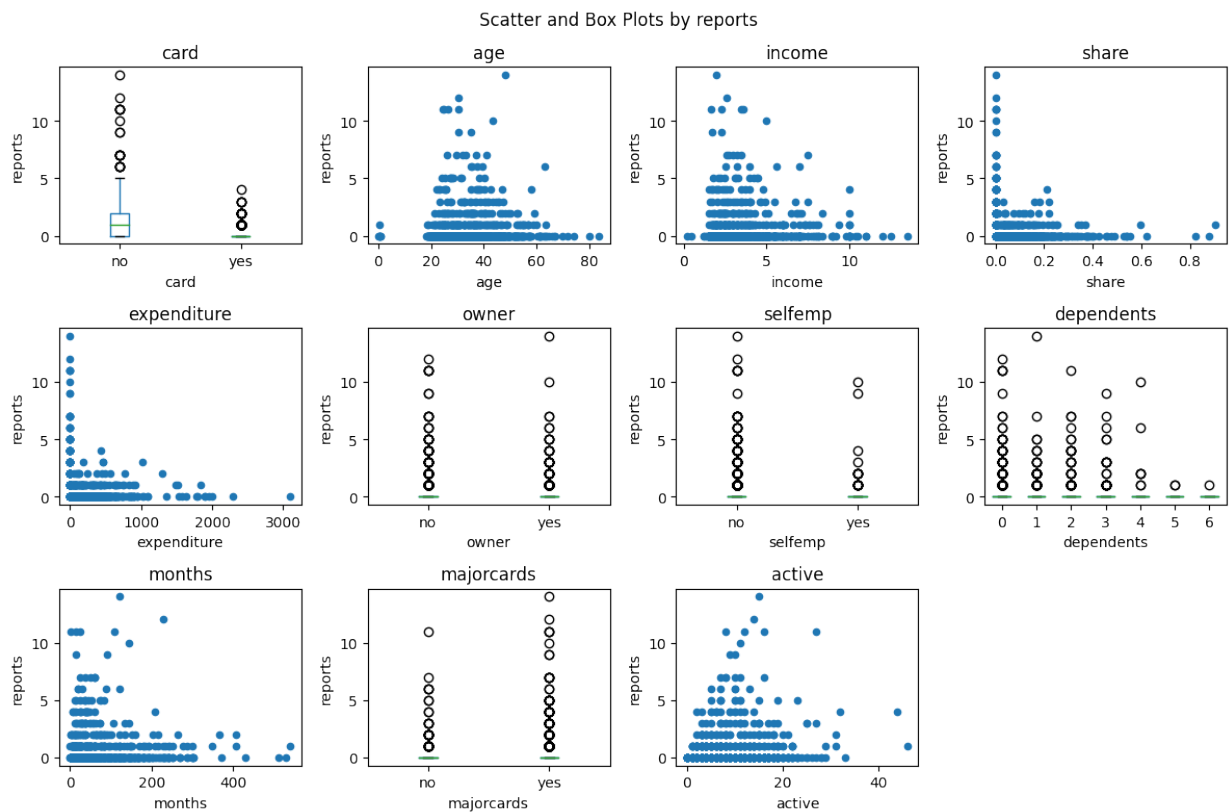 Scatter and Box Plots by reports
card
reports
10
5
0
no yes
card
age
reports
10
5
0
0 20 40 60 80
age
income
reports
10
5
0
0 5 10
income
share
reports
10
5
0
0.0 0.2 0.4 0.6 0.8
share
expenditure
reports
10
5
0
0 1000 2000 3000
expenditure
owner
reports
10
5
0
no yes
owner
selfemp
reports
10
5
0
no yes
selfemp
dependents
reports
10
5
0
0 1 2 3 4 5 6
dependents
months
reports
10
5
0
0 200 400
months
majorcards
reports
10
5
0
no yes
majorcards
active
reports
10
5
0
0 20 40
active